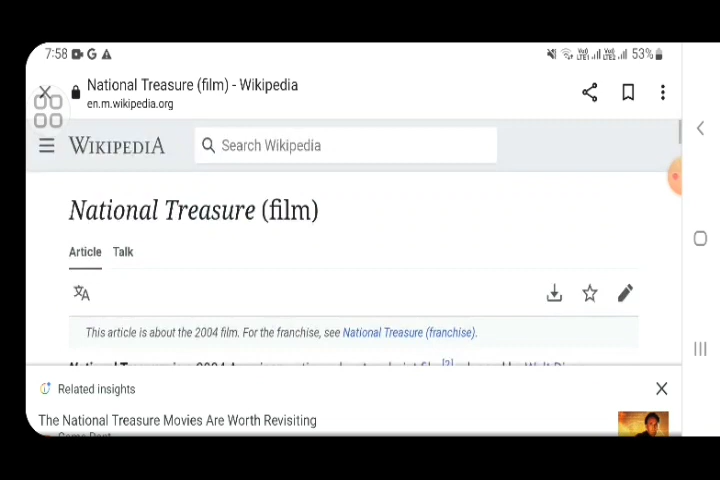 7:58
53%
National Treasure (film) - Wikipedia
en.m.wikipedia.org
WIKIPEDIA
Search Wikipedia
National Treasure (film)
Article Talk
This article is about the 2004 film. For the franchise, see National Treasure (franchise).
Related insights
The National Treasure Movies Are Worth Revisiting